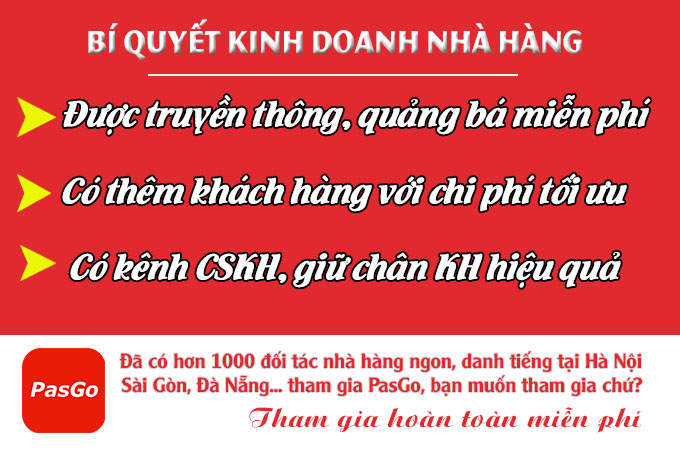 BÍ QUYẾT KINH DOANH NHÀ HÀNG
Được truyền thông, quảng bá miễn phí
Có thêm khách hàng với chi phí tối ưu
Có kênh CSKH, giữ chân KH hiệu quả
PasGo
Đã có hơn 1000 đối tác nhà hàng ngon, danh tiếng tại Hà Nội
Sài Gòn, Đà Nẵng... tham gia PasGo, bạn muốn tham gia chứ?
Tham gia hoàn toàn miễn phí